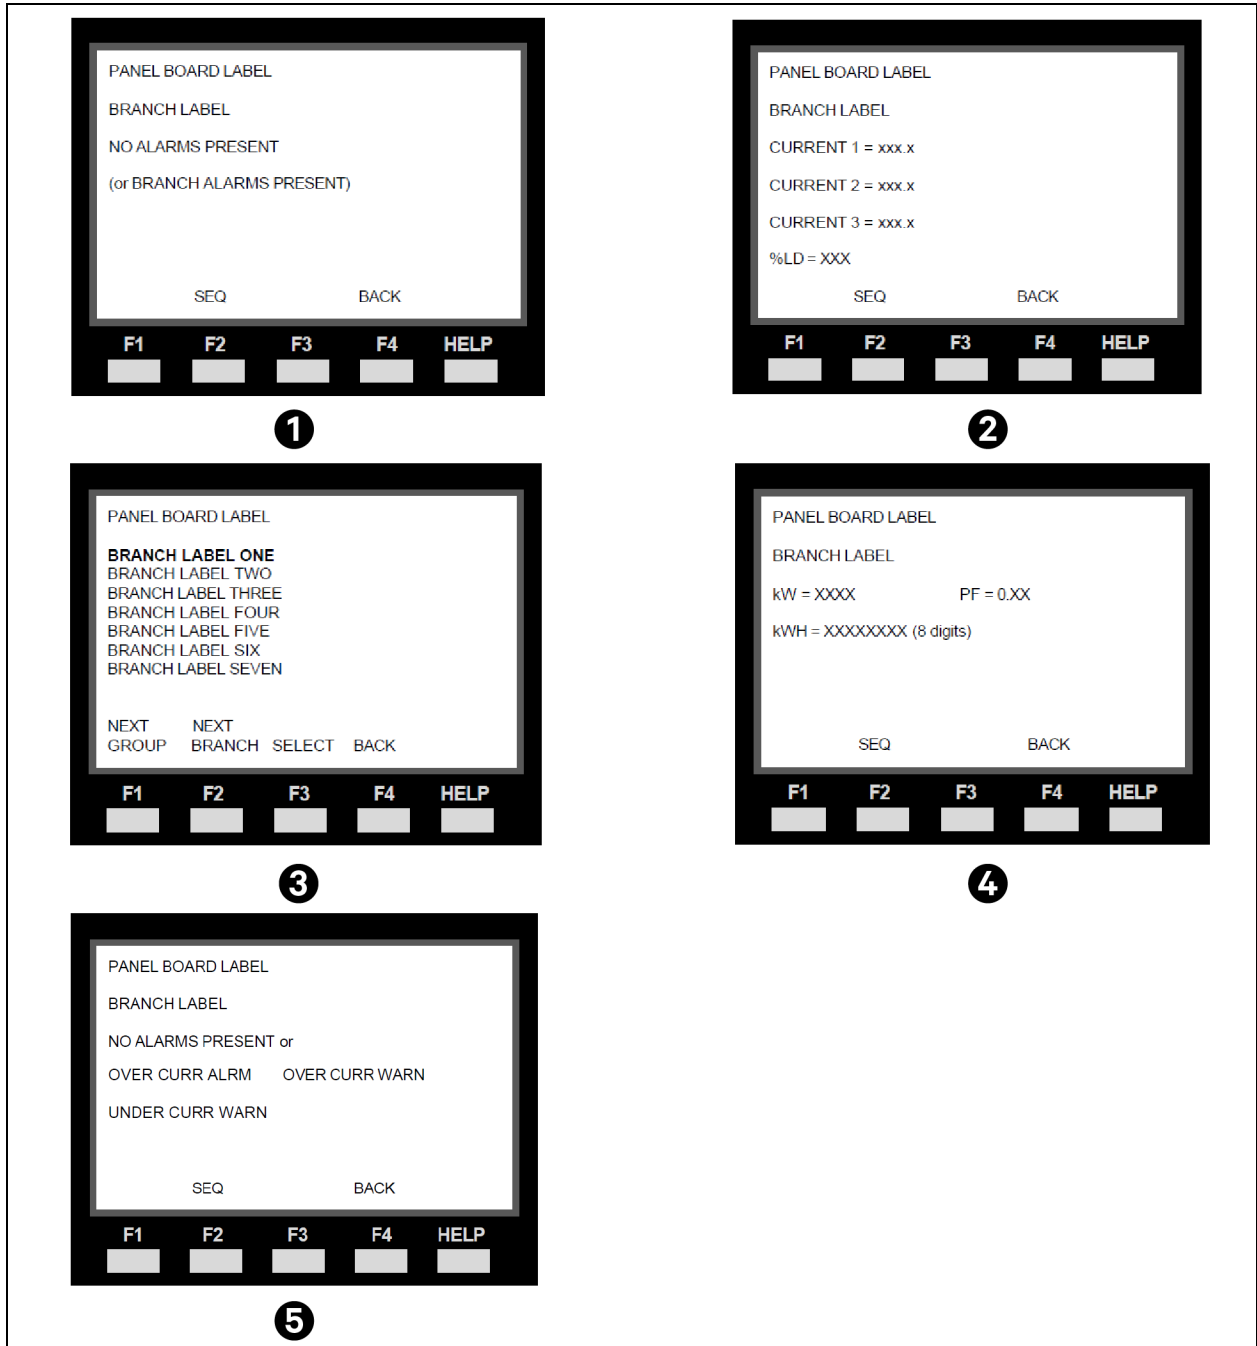 PANEL BOARD LABEL
BRANCH LABEL
NO ALARMS PRESENT
(or BRANCH ALARMS PRESENT)
SEQ BACK
F1 F2 F3 F4 HELP
1
PANEL BOARD LABEL
BRANCH LABEL
CURRENT 1 = xxx.x
CURRENT 2 = xxx.x
CURRENT 3 = xxx.x
%LD = XXX
SEQ BACK
F1 F2 F3 F4 HELP
2
PANEL BOARD LABEL
BRANCH LABEL ONE
BRANCH LABEL TWO
BRANCH LABEL THREE
BRANCH LABEL FOUR
BRANCH LABEL FIVE
BRANCH LABEL SIX
BRANCH LABEL SEVEN
NEXT NEXT
GROUP BRANCH SELECT BACK
F1 F2 F3 F4 HELP
3
PANEL BOARD LABEL
BRANCH LABEL
kW = XXXX PF = 0.XX
kWH = XXXXXXXX (8 digits)
SEQ BACK
F1 F2 F3 F4 HELP
4
PANEL BOARD LABEL
BRANCH LABEL
NO ALARMS PRESENT or
OVER CURR ALRM OVER CURR WARN
UNDER CURR WARN
SEQ BACK
F1 F2 F3 F4 HELP
5